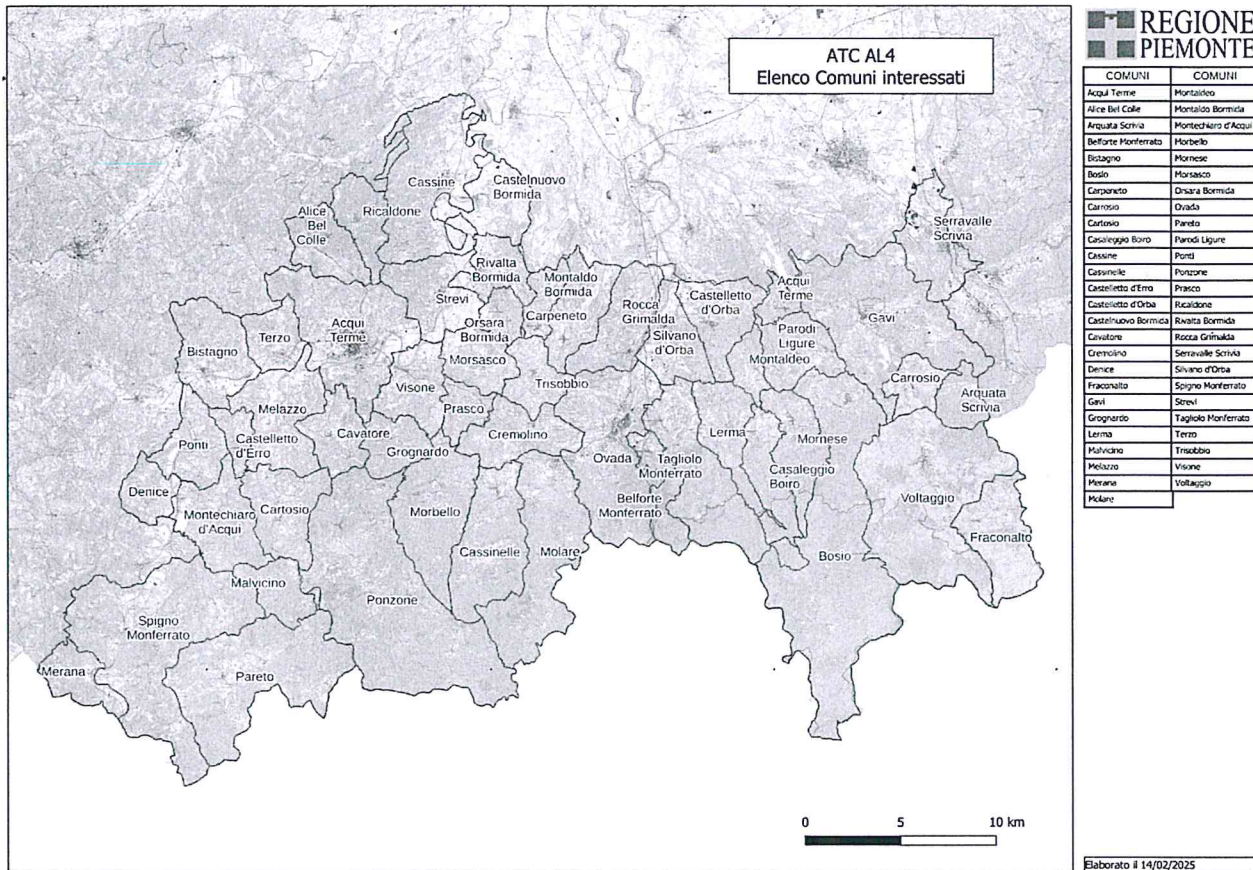 ATC AL4
Elenco Comuni interessati
REGIONE
PIEMONTE
COMUNI COMUNI
Acqui Terme Montaldeo
Alice Bel Colle Montaldo Bormida
Arquata Scrivia Montechiaro d'Acqui
Belforte Monferrato Morbello
Bistagno Mornese
Bosio Morsasco
Carpeneto Orsara Bormida
Carrosio Ovada
Cartosio Pareto
Casaleggio Boiro Parodi Ligure
Cassine Ponti
Cassinelle Ponzone
Castelletto d'Erro Prasco
Castelletto d'Orba Ricaldone
Castelnuovo Bormida Rivalta Bormida
Cavatore Rocca Grimalda
Cremolino Serravalle Scrivia
Denice Silvano d'Orba
Fraconalto Spigno Monferrato
Gavi Strevi
Grognardo Tagliolo Monferrato
Lerma Terzo
Malvicino Trisobbio
Melazzo Visone
Merana Voltaggio
Molare
Cassine
Castelnuovo
Bormida
Alice
Bel
Colle
Ricaldone
Serravalle
Scrivia
Rivalta
Bormida
Strevi
Montaldo
Bormida
Acqui
Terme
Castelletto
d'Orba
Rocca
Grimalda
Orsara
Bormida
Carpeneto
Gavi
Acqui
Terme
Terzo
Bistagno
Silvano
d'Orba
Parodi
Ligure
Montaldeo
Morsasco
Visone
Trisobbio
Carrosio
Arquata
Scrivia
Melazzo
Prasco
Cavatore
Cremolino
Lerma
Mornese
Ponti
Castelletto
d'Erro
Grognardo
Ovada
Tagliolo
Monferrato
Casaleggio
Boiro
Denice
Montechiaro
d'Acqui
Cartosio
Morbello
Belforte
Monferrato
Voltaggio
Cassinelle
Molare
Bosio
Fraconalto
Malvicino
Ponzone
Spigno
Monferrato
Merana
Pareto
0 5 10 km
Elaborato il 14/02/2025